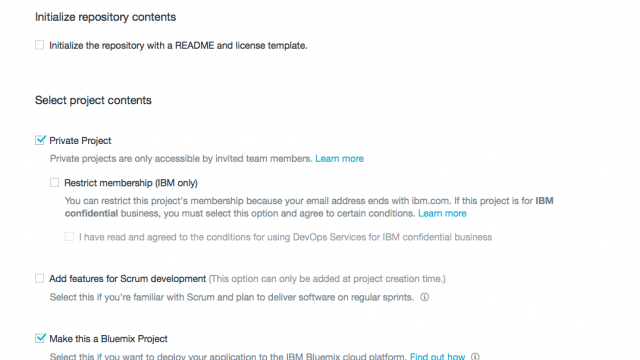 Initialize repository contents
Initialize the repository with a README and license template.
Select project contents
Private Project
Private projects are only accessible by invited team members. Learn more
Restrict membership (IBM only)
You can restrict this project's membership because your email address ends with ibm.com. If this project is for IBM
confidential business, you must select this option and agree to certain conditions. Learn more
I have read and agreed to the conditions for using DevOps Services for IBM confidential business
Add features for Scrum development (This option can only be added at project creation time.)
Select this if you're familiar with Scrum and plan to deliver software on regular sprints.
Make this a Bluemix Project
Select this if you want to deploy your application to the IBM Bluemix cloud platform. Find out how